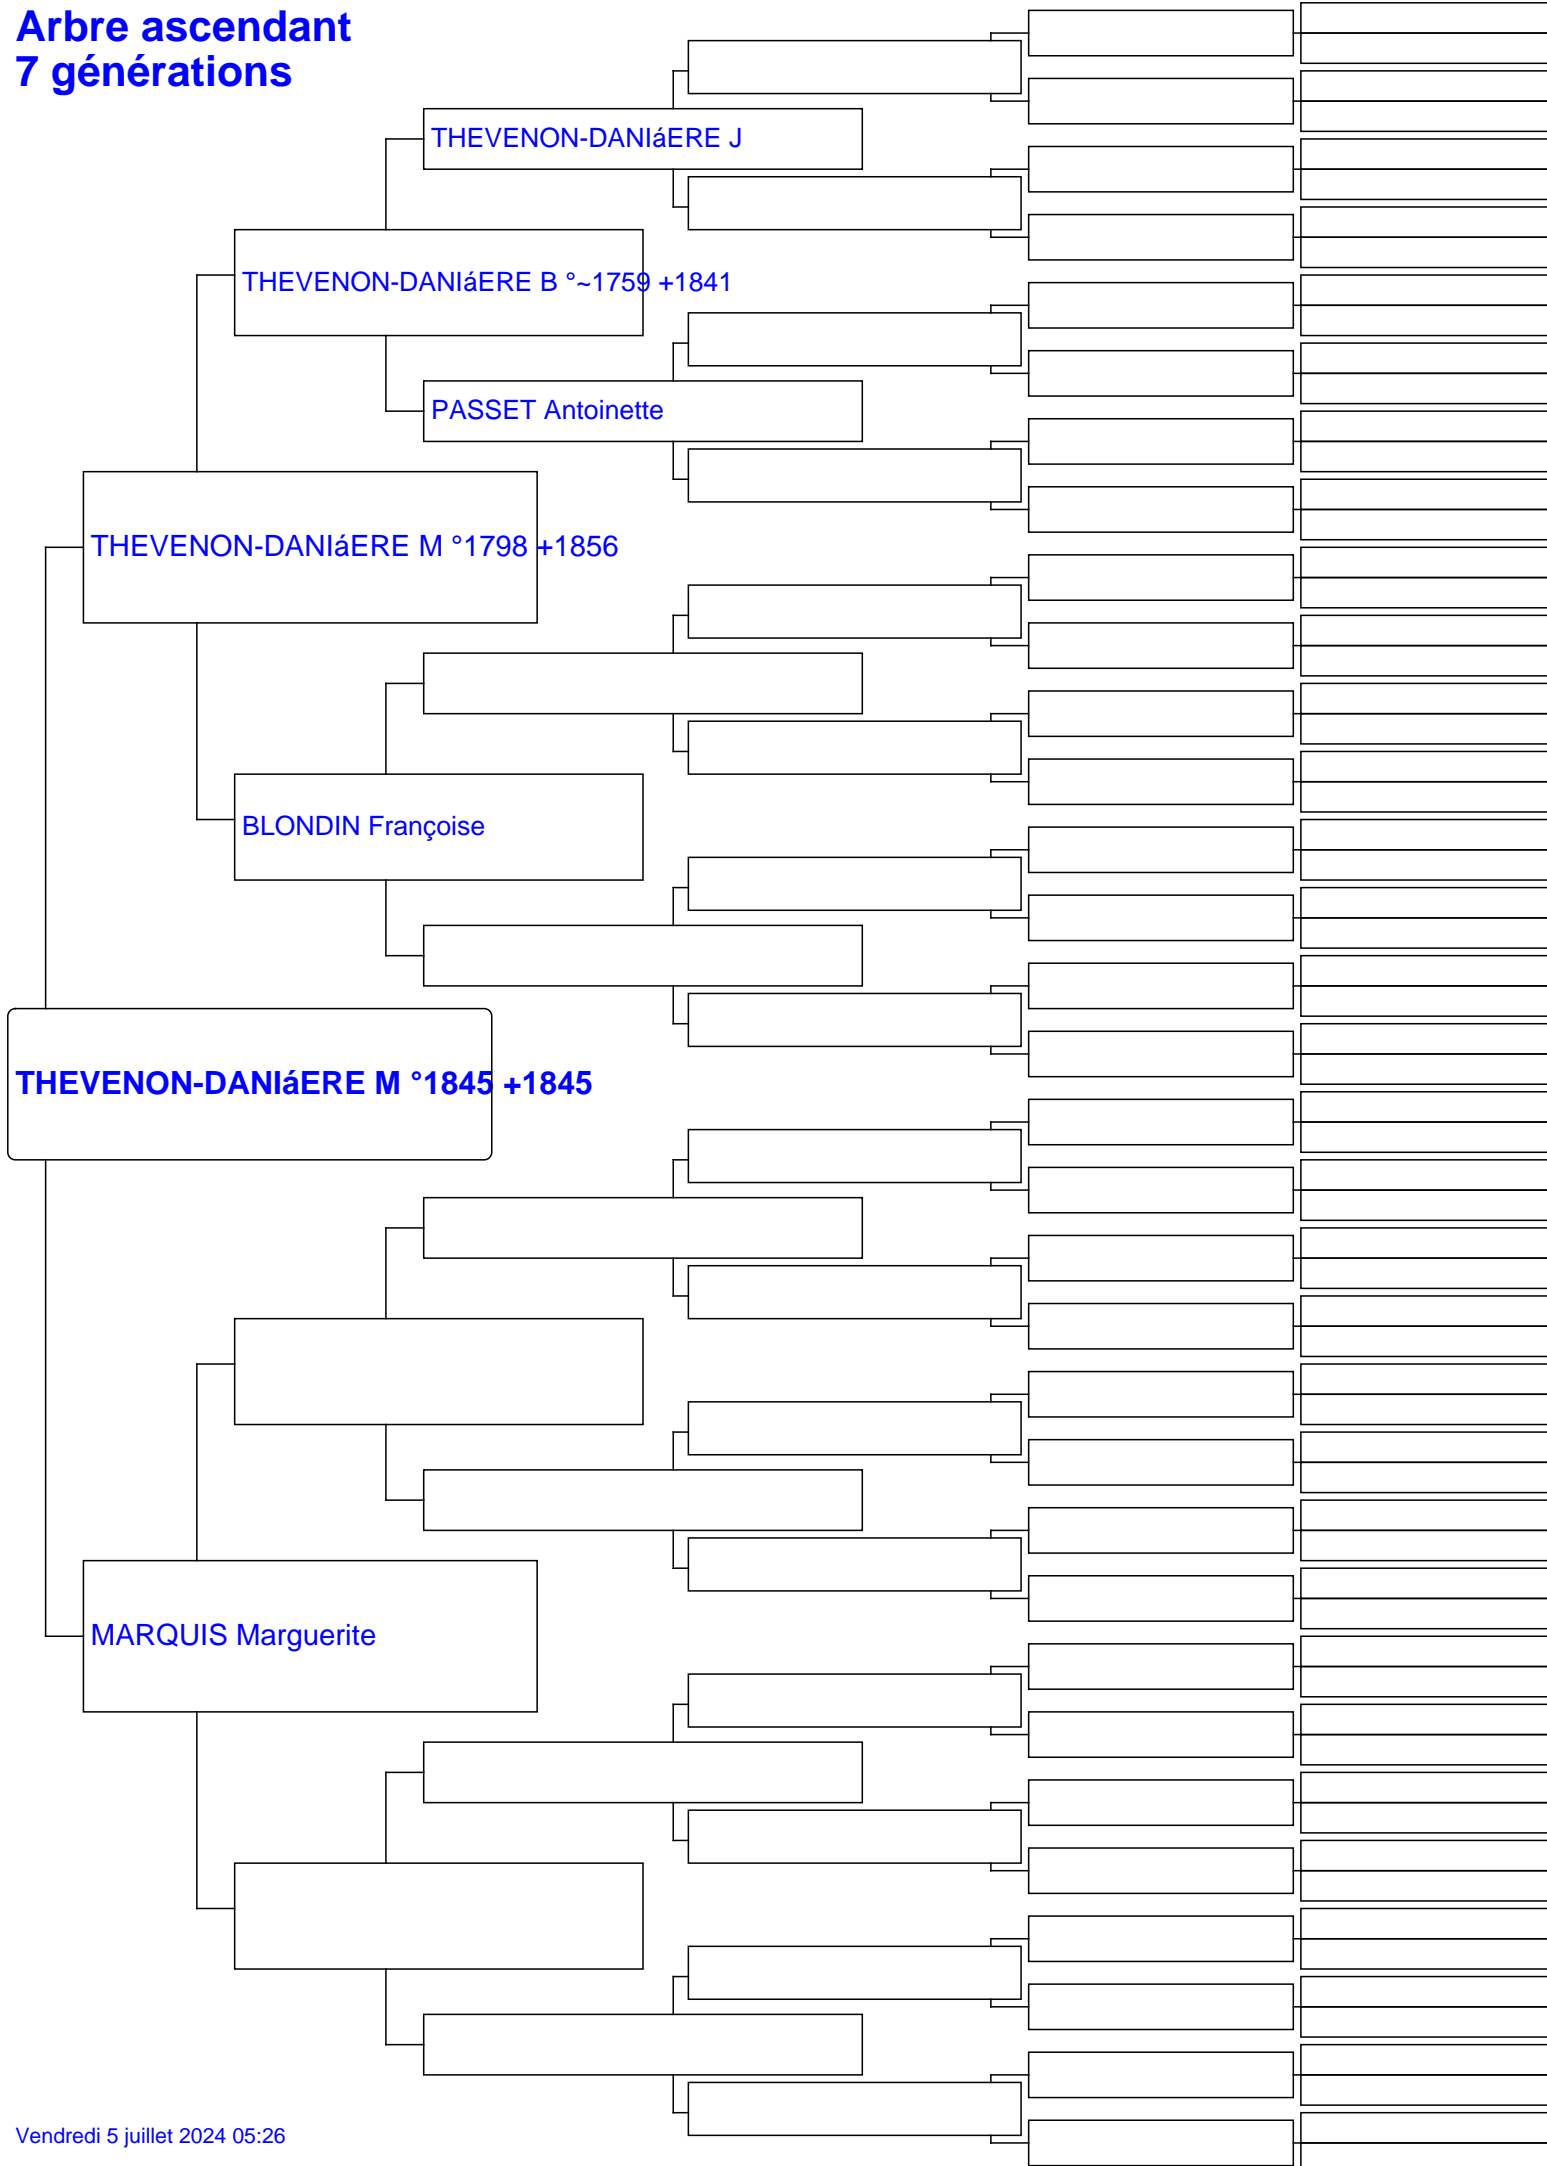 Arbre ascendant
7 générations
THEVENON-DANIáERE J
THEVENON-DANIáERE B °~1759 +1841
PASSET Antoinette
THEVENON-DANIáERE M °1798 +1856
BLONDIN Françoise
THEVENON-DANIáERE M °1845 +1845
MARQUIS Marguerite
Vendredi 5 juillet 2024 05:26